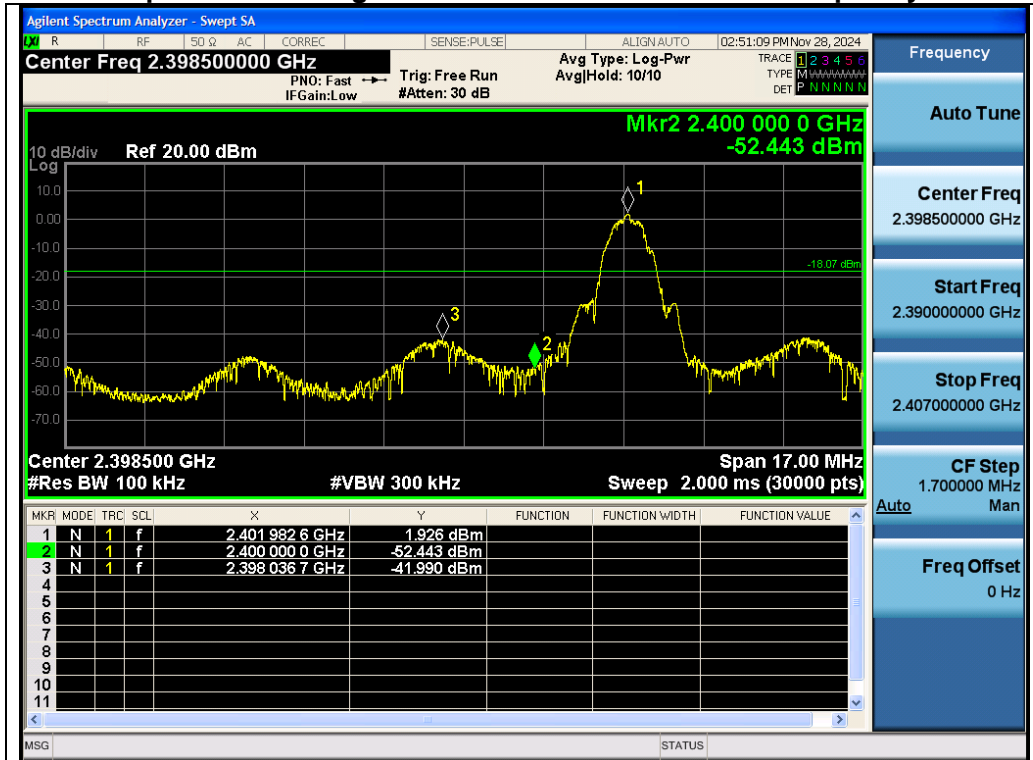 Agilent Spectrum Analyzer - Swept SA
LXI R RF 50 Ω AC CORREC SENSE:PULSE ALIGN AUTO 02:51:09 PM Nov 28, 2024
Center Freq 2.398500000 GHz
PNO: Fast
IFGain:Low
Trig: Free Run
#Atten: 30 dB
Avg Type: Log-Pwr
Avg|Hold: 10/10
TRACE 1 2 3 4 5 6
TYPE M W W W W W
DET P N N N N N
Mkr2 2.400 000 0 GHz
-52.443 dBm
10 dB/div Ref 20.00 dBm
Log
10.0
0.00
-10.0
-20.0
-30.0
-40.0
-50.0
-60.0
-70.0
1
-18.07 dBm
3
2
Center 2.398500 GHz Span 17.00 MHz
#Res BW 100 kHz #VBW 300 kHz Sweep 2.000 ms (30000 pts)
MKR MODE TRC SCL X Y FUNCTION FUNCTION WIDTH FUNCTION VALUE
1 N 1 f 2.401 982 6 GHz 1.926 dBm
2 N 1 f 2.400 000 0 GHz -52.443 dBm
3 N 1 f 2.398 036 7 GHz -41.990 dBm
4
5
6
7
8
9
10
11
MSG STATUS
Frequency
Auto Tune
Center Freq
2.398500000 GHz
Start Freq
2.390000000 GHz
Stop Freq
2.407000000 GHz
CF Step
1.700000 MHz
Auto Man
Freq Offset
0 Hz